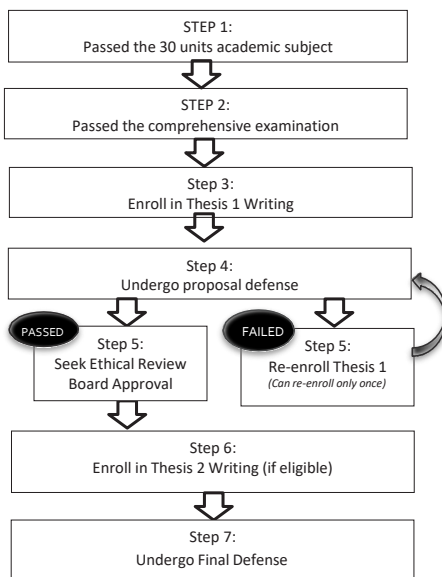 STEP 1:
Passed the 30 units academic subject
STEP 2:
Passed the comprehensive examination
Step 3:
Enroll in Thesis 1 Writing
Step 4:
Undergo proposal defense
PASSED
Step 5:
Seek Ethical Review
Board Approval
FAILED
Step 5:
Re-enroll Thesis 1
(Can re-enroll only once)
Step 6:
Enroll in Thesis 2 Writing (if eligible)
Step 7:
Undergo Final Defense